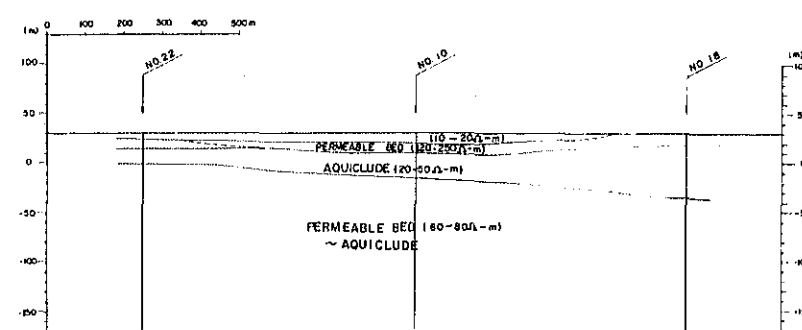 0 100 200 300 400 500m
(m)
100
50
0
-50
-100
-150
NO.22
NO.10
NO.18
(m)
(10-20Ω-m)
PERMEABLE BED (120-250Ω-m)
AQUICLUDE (20-50Ω-m)
PERMEABLE BED (60-80Ω-m)
~ AQUICLUDE